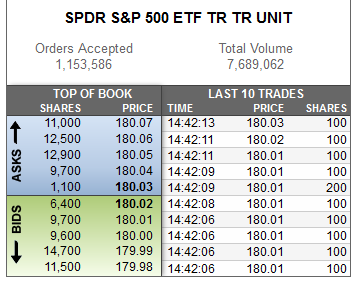 SPDR S&P 500 ETF TR TR UNIT
Orders Accepted Total Volume
1,153,586 7,689,062
TOP OF BOOK LAST 10 TRADES
SHARES PRICE TIME PRICE SHARES
ASKS
11,000 180.07 14:42:13 180.03 100
12,500 180.06 14:42:11 180.02 100
12,900 180.05 14:42:11 180.01 100
9,700 180.04 14:42:09 180.01 100
1,100 180.03 14:42:09 180.01 200
BIDS
6,400 180.02 14:42:08 180.01 100
9,700 180.01 14:42:06 180.01 100
9,600 180.00 14:42:06 180.01 100
14,700 179.99 14:42:06 180.01 100
11,500 179.98 14:42:06 180.01 100